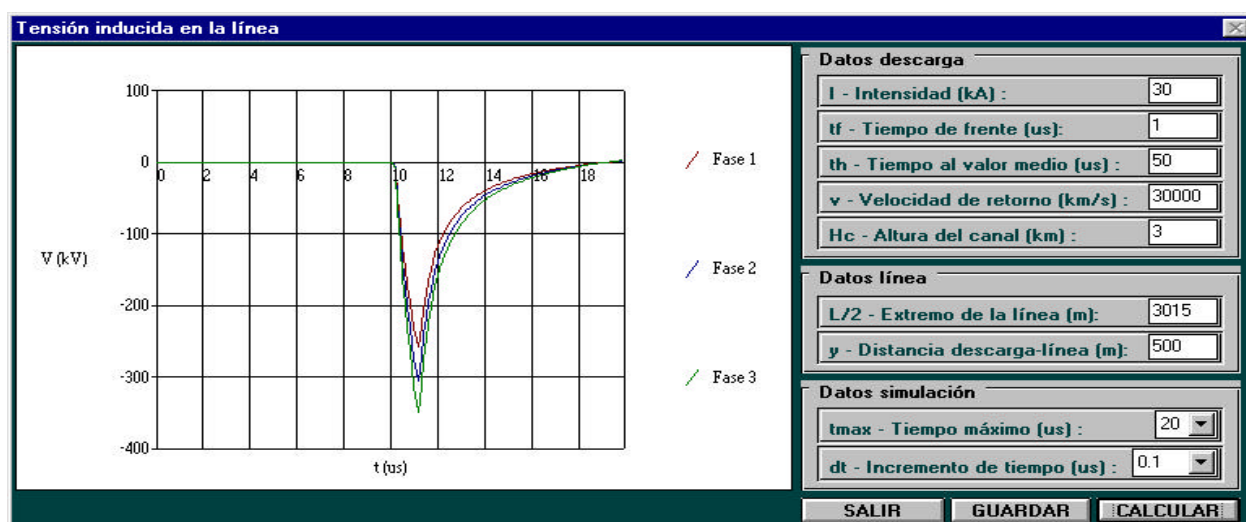 Tensión inducida en la línea
100
0
-100
-200
-300
-400
V (kV)
0 2 4 6 8 10 12 14 16 18
t (us)
Fase 1
Fase 2
Fase 3
Datos descarga
I - Intensidad (kA) : 30
tf - Tiempo de frente (us): 1
th - Tiempo al valor medio (us) : 50
v - Velocidad de retorno (km/s) : 30000
Hc - Altura del canal (km) : 3
Datos línea
L/2 - Extremo de la línea (m): 3015
y - Distancia descarga-línea (m): 500
Datos simulación
tmax - Tiempo máximo (us) : 20
dt - Incremento de tiempo (us) : 0.1
SALIR GUARDAR CALCULAR